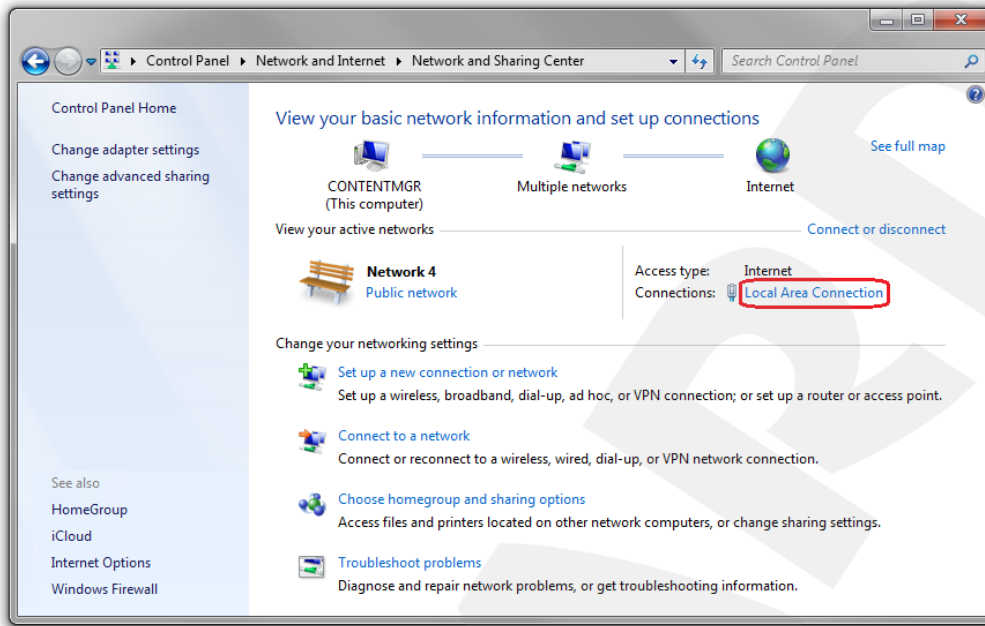 Control Panel ▸ Network and Internet ▸ Network and Sharing Center
Search Control Panel
Control Panel Home
Change adapter settings
Change advanced sharing
settings
See also
HomeGroup
iCloud
Internet Options
Windows Firewall
View your basic network information and set up connections
See full map
CONTENTMGR
(This computer)
Multiple networks
Internet
View your active networks
Connect or disconnect
Network 4
Public network
Access type: Internet
Connections: Local Area Connection
Change your networking settings
Set up a new connection or network
Set up a wireless, broadband, dial-up, ad hoc, or VPN connection; or set up a router or access point.
Connect to a network
Connect or reconnect to a wireless, wired, dial-up, or VPN network connection.
Choose homegroup and sharing options
Access files and printers located on other network computers, or change sharing settings.
Troubleshoot problems
Diagnose and repair network problems, or get troubleshooting information.